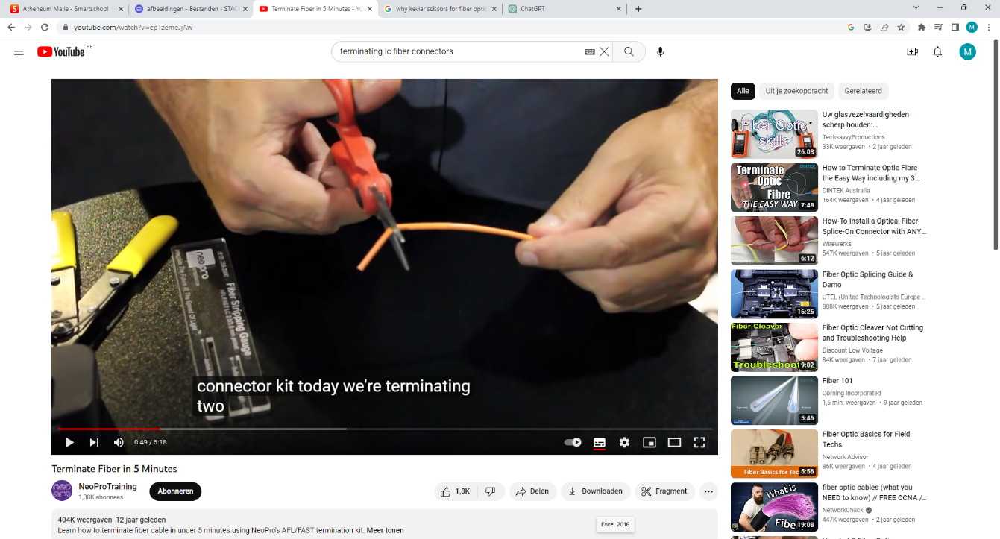 Atheneum Malle - Smartschool
afbeeldingen - Bestanden - STAC
Terminate Fiber in 5 Minutes - Yo
why kevlar scissors for fiber optic
ChatGPT
youtube.com/watch?v=epTzemeJjAw
M
YouTube BE
terminating lc fiber connectors
M
neopro
Fiber Stripping Gauge
connector kit today we're terminating
two
0:49 / 5:18
Terminate Fiber in 5 Minutes
neo
pro
NeoProTraining
1,38K abonnees
Abonneren
1,8K
Delen
Downloaden
Fragment
404K weergaven 12 jaar geleden
Learn how to terminate fiber cable in under 5 minutes using NeoPro's AFL/FAST termination kit. Meer tonen
Excel 2016
Alle
Uit je zoekopdracht
Gerelateerd
Fiber Optic
skills
26:03
Uw glasvezelvaardigheden
scherp houden:...
TechsavvyProductions
33K weergaven • 2 jaar geleden
Terminate
Optic
Fibre
THE EASY WAY
DINTEK
7:48
How to Terminate Optic Fibre
the Easy Way including my 3...
DINTEK Australia
164K weergaven • 4 jaar geleden
6:12
How-To Install a Optical Fiber
Splice-On Connector with ANY...
Wirewerks
547K weergaven • 5 jaar geleden
16:25
Fiber Optic Splicing Guide &
Demo
UTEL (United Technologists Europe ...
888K weergaven • 5 jaar geleden
Fiber Cleaver
Troubleshoot
9:02
Fiber Optic Cleaver Not Cutting
and Troubleshooting Help
Discount Low Voltage
84K weergaven • 7 jaar geleden
5:46
Fiber 101
Corning Incorporated
1,5 mln. weergaven • 9 jaar geleden
Fiber Basics for Tec
5:56
Fiber Optic Basics for Field
Techs
Network Advisor
86K weergaven • 4 jaar geleden
What is
Fibe
19:08
fiber optic cables (what you
NEED to know) // FREE CCNA /...
NetworkChuck
447K weergaven • 2 jaar geleden